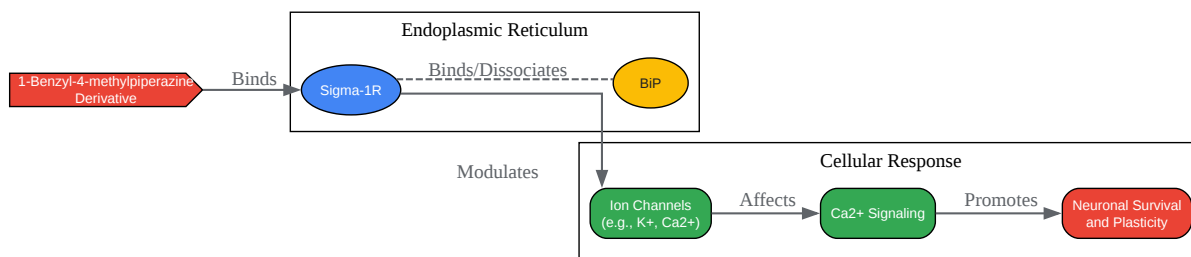 Endoplasmic Reticulum
1-Benzyl-4-methylpiperazine
Derivative
Binds
Sigma-1R
Binds/Dissociates
BiP
Modulates
Cellular Response
Ion Channels
(e.g., K+, Ca2+)
Affects
Ca2+ Signaling
Promotes
Neuronal Survival
and Plasticity